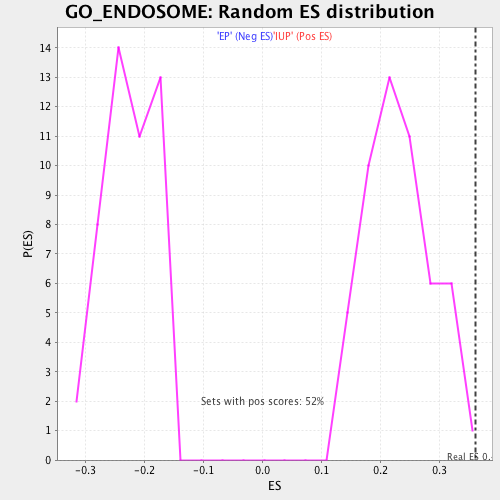 GO_ENDOSOME: Random ES distribution
'EP' (Neg ES)'IUP' (Pos ES)
14
13
12
11
10
9
8
7
6
5
4
3
2
1
0
P(ES)
Sets with pos scores: 52%
Real ES 0.
-0.3 -0.2 -0.1 0.0 0.1 0.2 0.3
ES